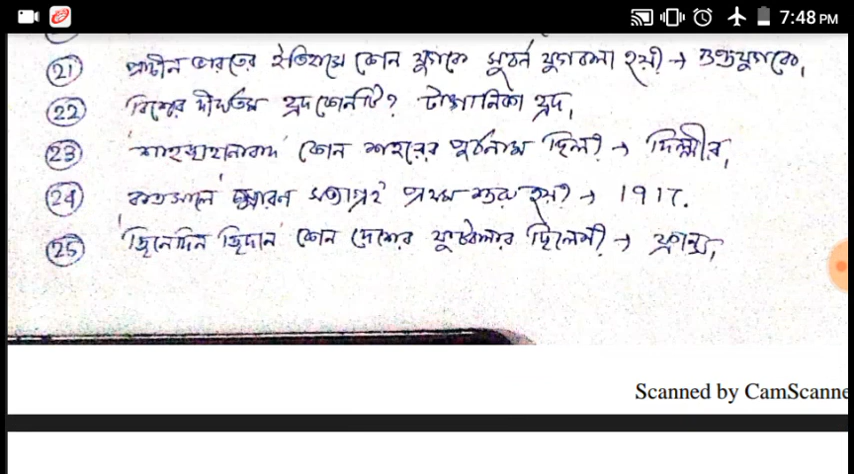 7:48 PM
(21) প্রাচীন ভারতের ইতিহাসে কোন যুগকে সুবর্ন যুগ বলা হয়? → গুপ্তযুগকে,
(22) বিশ্বের দীর্ঘতম হ্রদ কোনটি? টাঙ্গানিকা হ্রদ,
(23) 'শাহজাহানাবাদ' কোন শহরের পূর্বনাম ছিল? → দিল্লীর,
(24) কতসালে চম্পারণ সত্যাগ্রহ প্রথম শুরু হয়? → 1917.
(25) 'জিনেদিন জিদান' কোন দেশের ফুটবলার ছিলেন? → ফ্রান্স,
Scanned by CamScanne